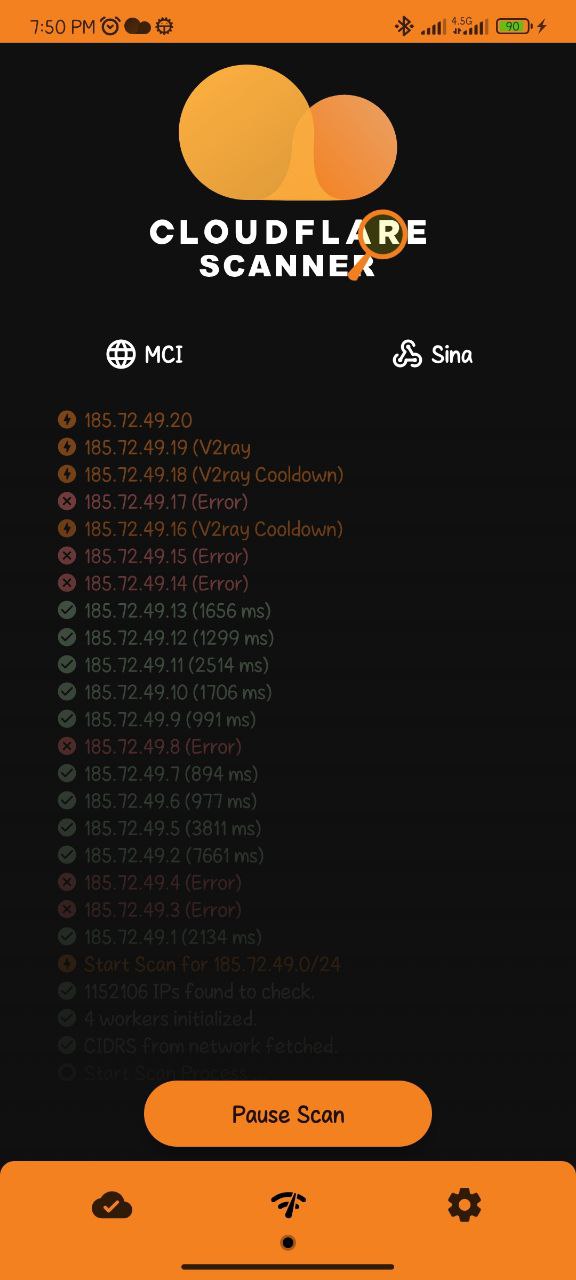 7:50 PM
4.5G
90
CLOUDFLARE
SCANNER
MCI
Sina
185.72.49.20
185.72.49.19 (V2ray
185.72.49.18 (V2ray Cooldown)
185.72.49.17 (Error)
185.72.49.16 (V2ray Cooldown)
185.72.49.15 (Error)
185.72.49.14 (Error)
185.72.49.13 (1656 ms)
185.72.49.12 (1299 ms)
185.72.49.11 (2514 ms)
185.72.49.10 (1706 ms)
185.72.49.9 (991 ms)
185.72.49.8 (Error)
185.72.49.7 (894 ms)
185.72.49.6 (977 ms)
185.72.49.5 (3811 ms)
185.72.49.2 (7661 ms)
185.72.49.4 (Error)
185.72.49.3 (Error)
185.72.49.1 (2134 ms)
Start Scan for 185.72.49.0/24
1152106 IPs found to check.
4 workers initialized.
CIDRS from network fetched.
Start Scan Process...
Pause Scan